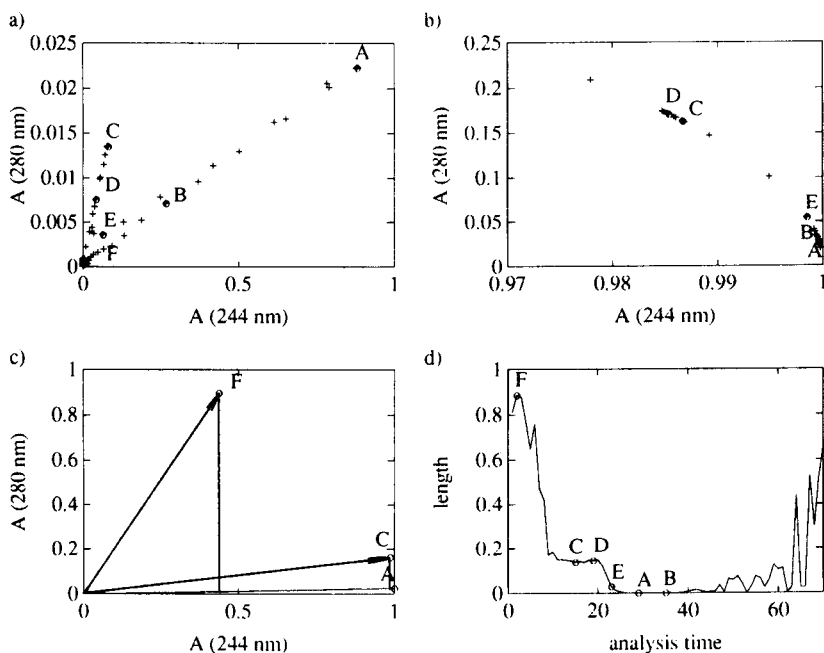 a)
0.025
0.02
0.015
0.01
0.005
0
A (280 nm)
A
C
B
D
E
F
0
0.5
1
A (244 nm)
b)
0.25
0.2
0.15
0.1
0.05
0
A (280 nm)
D
C
E
B
A
0.97
0.98
0.99
1
A (244 nm)
c)
1
0.8
0.6
0.4
0.2
0
A (280 nm)
F
C
A
0
0.5
1
A (244 nm)
d)
1
0.8
0.6
0.4
0.2
0
length
F
C
D
E
A
B
0
20
40
60
analysis time